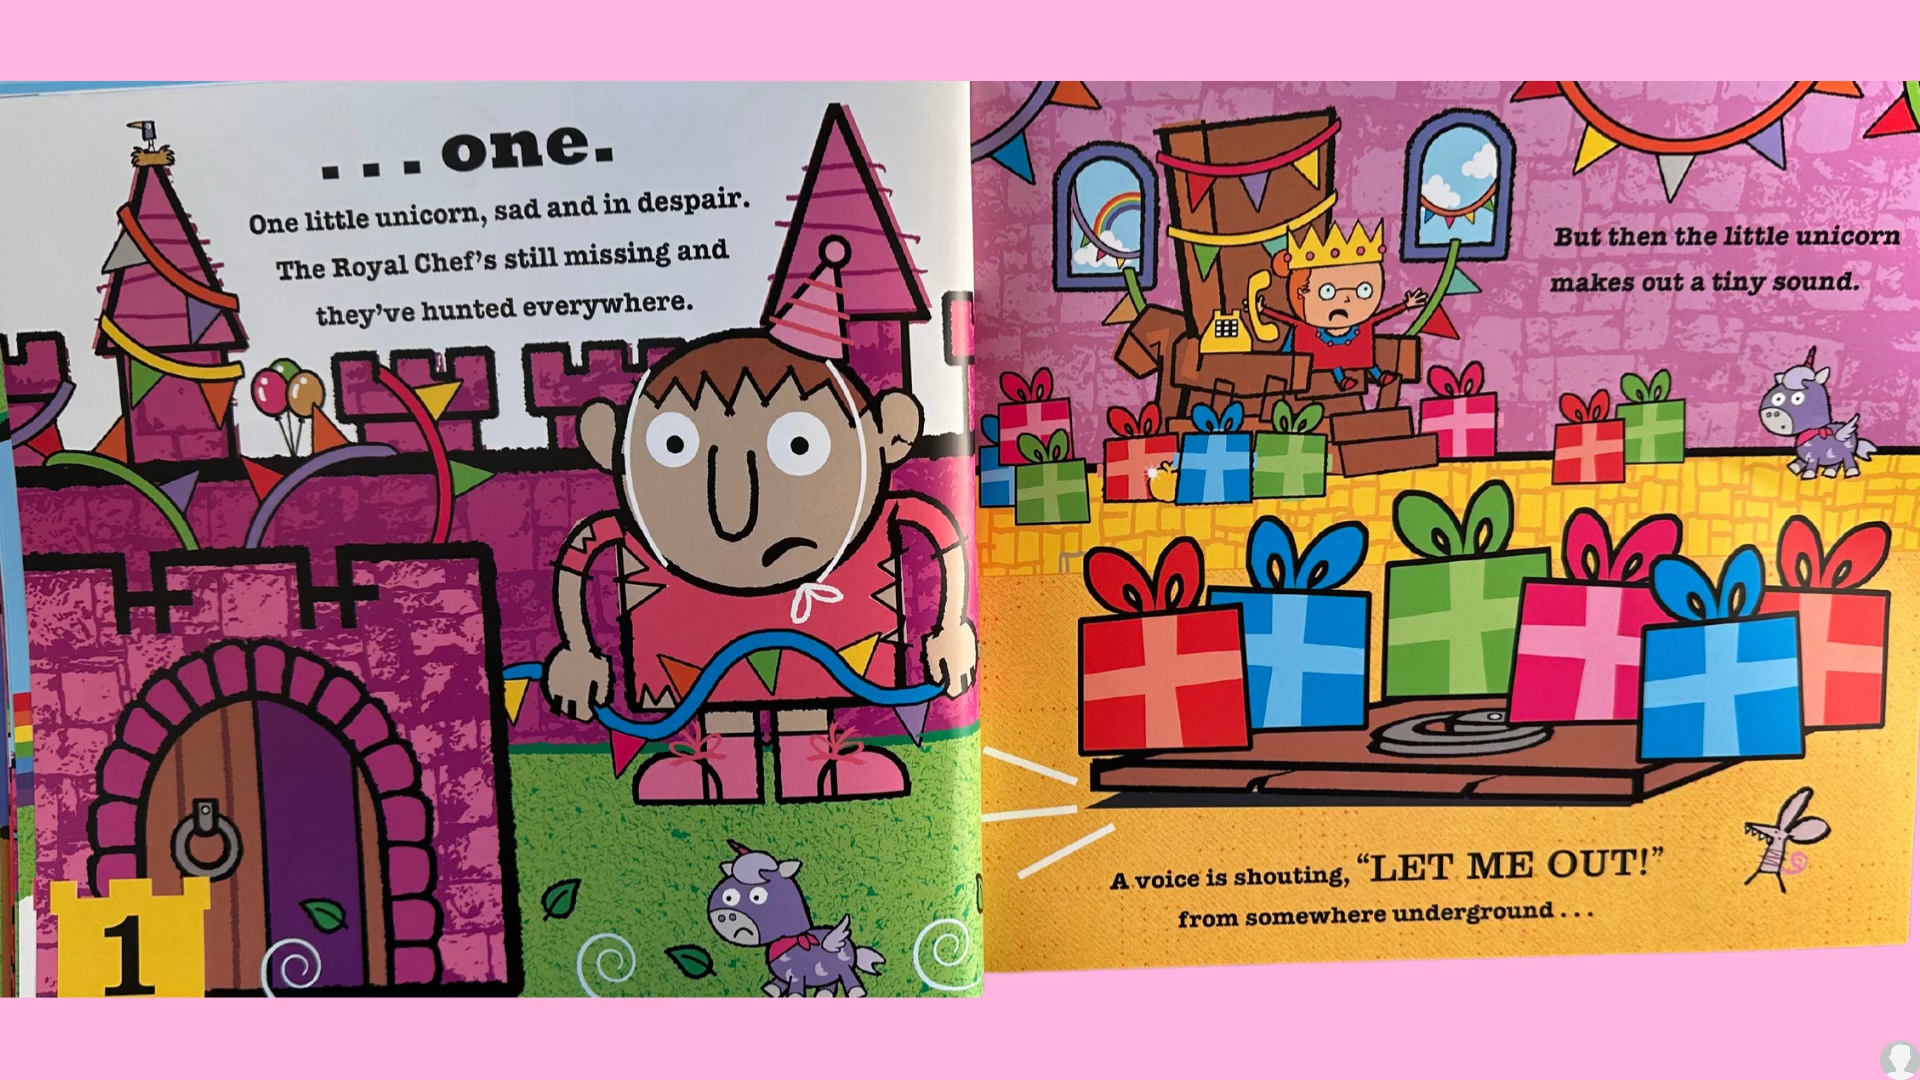 . . . one.
One little unicorn, sad and in despair.
The Royal Chef's still missing and
they've hunted everywhere.
1
But then the little unicorn
makes out a tiny sound.
A voice is shouting, “LET ME OUT!”
from somewhere underground . . .